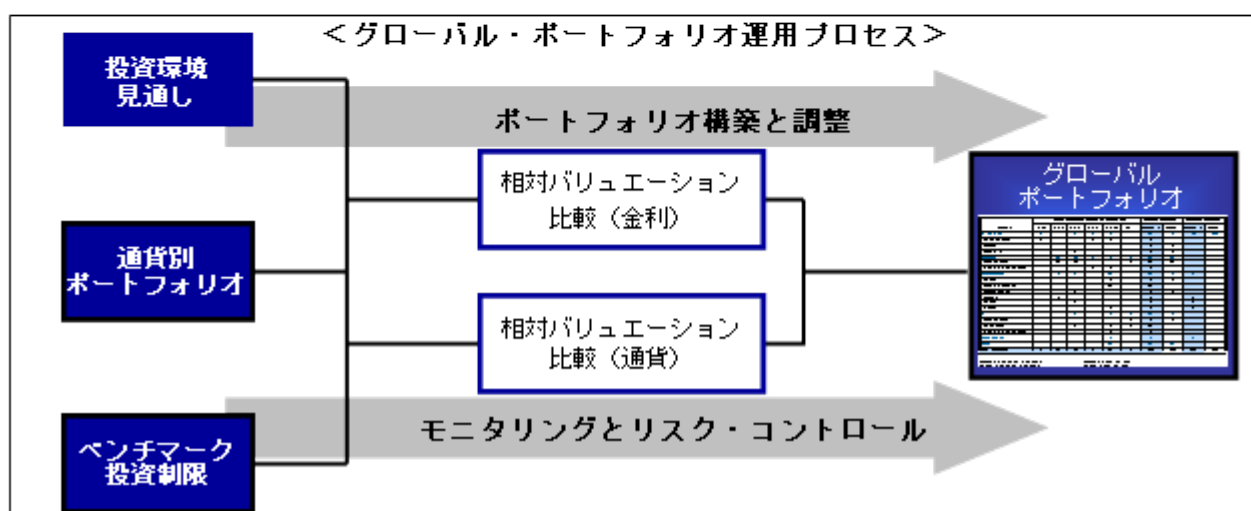 ＜グローバル・ポートフォリオ運用プロセス＞
投資環境
見通し
ポートフォリオ構築と調整
相対バリュエーション
比較（金利）
グローバル
ポートフォリオ
通貨別
ポートフォリオ
相対バリュエーション
比較（通貨）
モニタリングとリスク・コントロール
ベンチマーク
投資制限